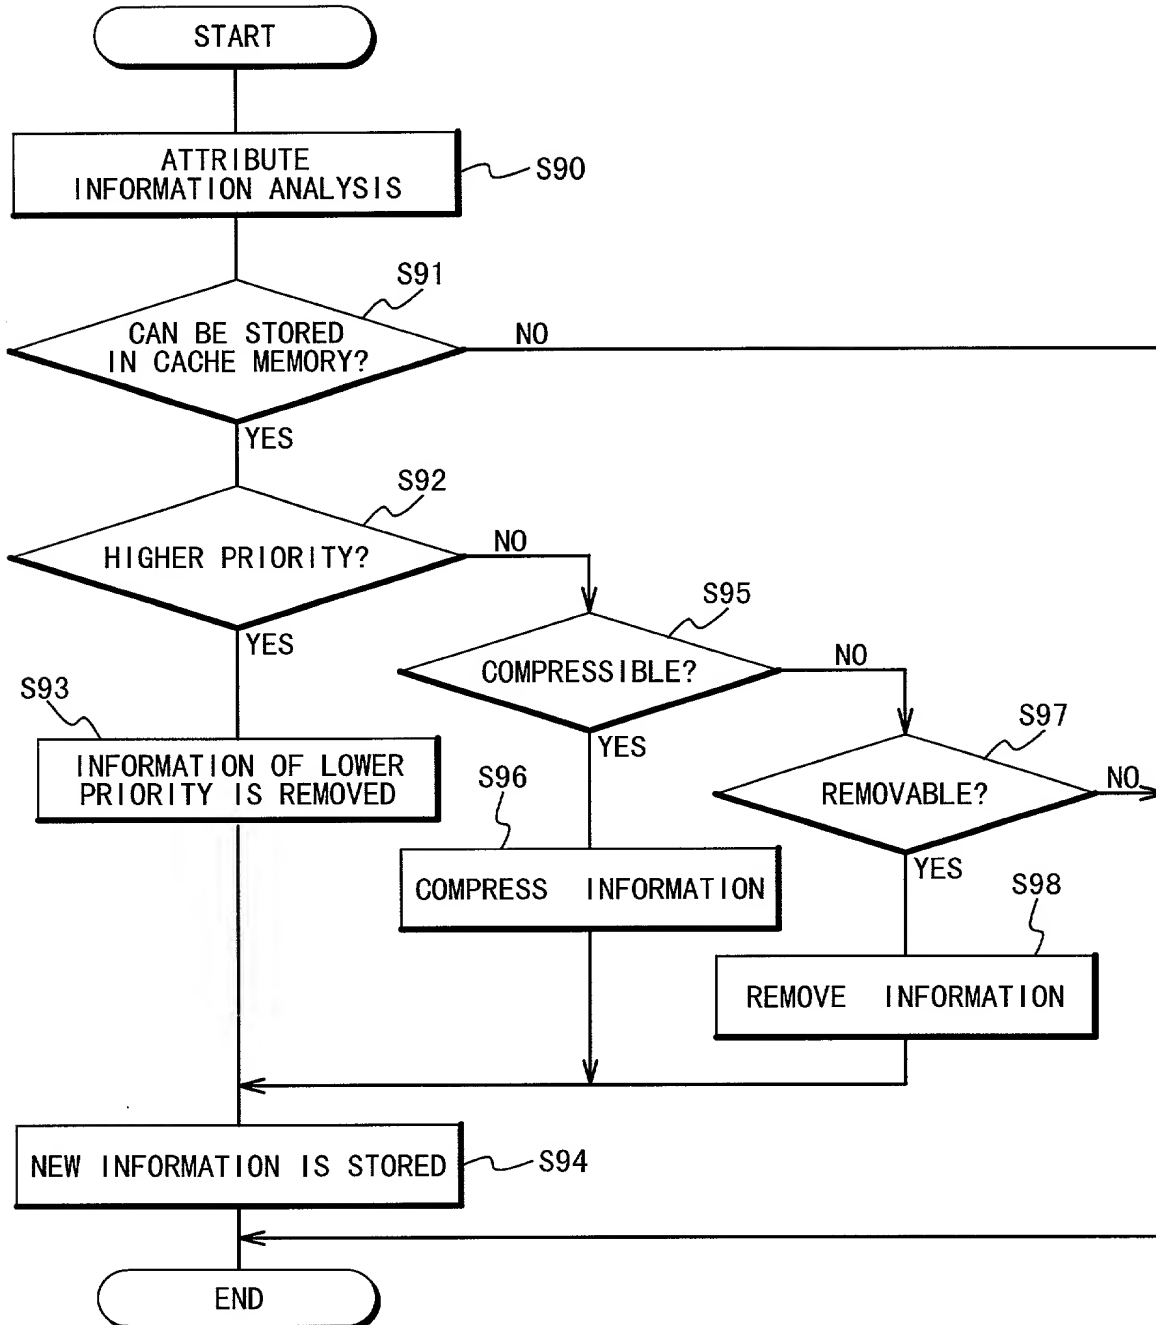 START
ATTRIBUTE
INFORMATION ANALYSIS
S90
S91
CAN BE STORED
IN CACHE MEMORY?
NO
YES
S92
HIGHER PRIORITY?
NO
YES
S95
COMPRESSIBLE?
NO
YES
S93
INFORMATION OF LOWER
PRIORITY IS REMOVED
S97
REMOVABLE?
NO
YES
S96
COMPRESS INFORMATION
S98
REMOVE INFORMATION
NEW INFORMATION IS STORED
S94
END